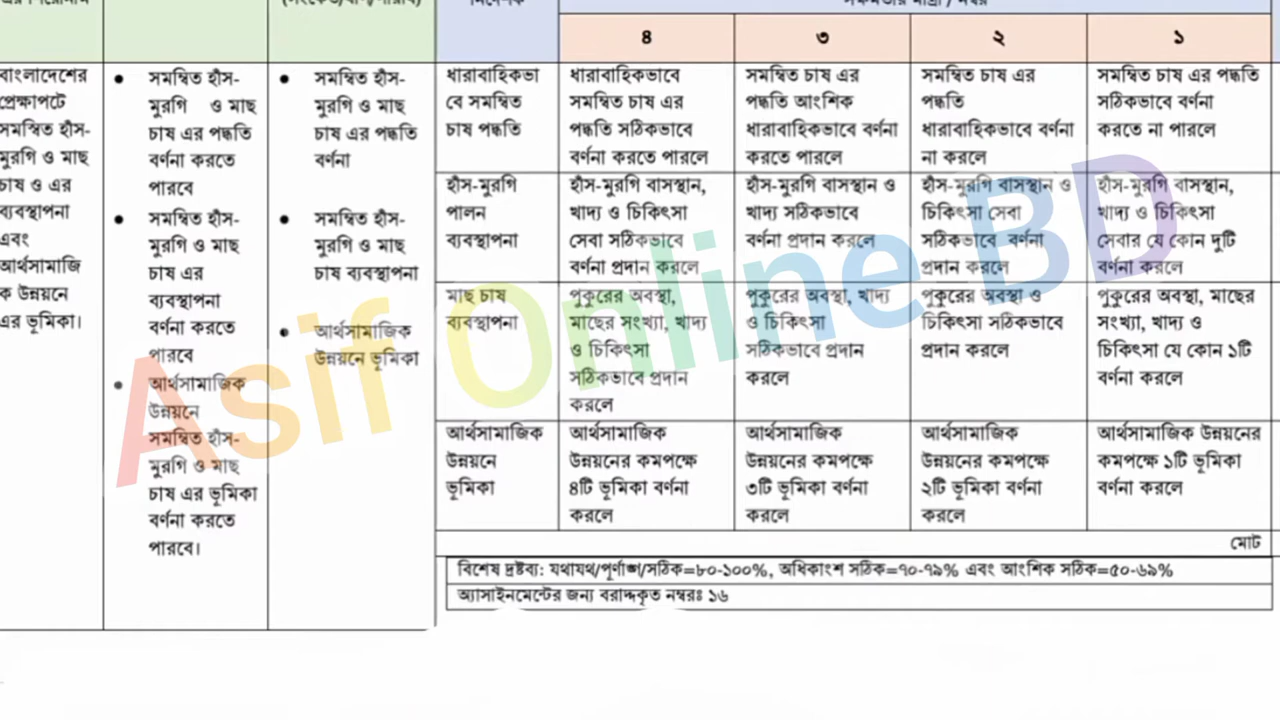 নির্দেশক
৪
৩
২
১
বাংলাদেশের
প্রেক্ষাপটে
সমন্বিত হাঁস-
মুরগি ও মাছ
চাষ ও এর
ব্যবস্থাপনা
এবং
আর্থসামাজি
ক উন্নয়নে
এর ভূমিকা।
● সমন্বিত হাঁস-
মুরগি ও মাছ
চাষ এর পদ্ধতি
বর্ণনা করতে
পারবে
● সমন্বিত হাঁস-
মুরগি ও মাছ
চাষ এর
ব্যবস্থাপনা
বর্ণনা করতে
পারবে
● আর্থসামাজিক
উন্নয়নে
সমন্বিত হাঁস-
মুরগি ও মাছ
চাষ এর ভূমিকা
বর্ণনা করতে
পারবে।
● সমন্বিত হাঁস-
মুরগি ও মাছ
চাষ এর পদ্ধতি
বর্ণনা
● সমন্বিত হাঁস-
মুরগি ও মাছ
চাষ ব্যবস্থাপনা
● আর্থসামাজিক
উন্নয়নে ভূমিকা
ধারাবাহিকভা
বে সমন্বিত
চাষ পদ্ধতি
ধারাবাহিকভাবে
সমন্বিত চাষ এর
পদ্ধতি সঠিকভাবে
বর্ণনা করতে পারলে
সমন্বিত চাষ এর
পদ্ধতি আংশিক
ধারাবাহিকভাবে বর্ণনা
করতে পারলে
সমন্বিত চাষ এর
পদ্ধতি
ধারাবাহিকভাবে বর্ণনা
না করলে
সমন্বিত চাষ এর পদ্ধতি
সঠিকভাবে বর্ণনা
করতে না পারলে
হাঁস-মুরগি
পালন
ব্যবস্থাপনা
হাঁস-মুরগি বাসস্থান,
খাদ্য ও চিকিৎসা
সেবা সঠিকভাবে
বর্ণনা প্রদান করলে
হাঁস-মুরগি বাসস্থান ও
খাদ্য সঠিকভাবে
বর্ণনা প্রদান করলে
হাঁস-মুরগি বাসস্থান ও
চিকিৎসা সেবা
সঠিকভাবে বর্ণনা
প্রদান করলে
হাঁস-মুরগি বাসস্থান,
খাদ্য ও চিকিৎসা
সেবার যে কোন দুটি
বর্ণনা করলে
মাছ চাষ
ব্যবস্থাপনা
পুকুরের অবস্থা,
মাছের সংখ্যা, খাদ্য
ও চিকিৎসা
সঠিকভাবে প্রদান
করলে
পুকুরের অবস্থা, খাদ্য
ও চিকিৎসা
সঠিকভাবে প্রদান
করলে
পুকুরের অবস্থা ও
চিকিৎসা সঠিকভাবে
প্রদান করলে
পুকুরের অবস্থা, মাছের
সংখ্যা, খাদ্য ও
চিকিৎসা যে কোন ১টি
বর্ণনা করলে
আর্থসামাজিক
উন্নয়নে
ভূমিকা
আর্থসামাজিক
উন্নয়নের কমপক্ষে
৪টি ভূমিকা বর্ণনা
করলে
আর্থসামাজিক
উন্নয়নের কমপক্ষে
৩টি ভূমিকা বর্ণনা
করলে
আর্থসামাজিক
উন্নয়নের কমপক্ষে
২টি ভূমিকা বর্ণনা
করলে
আর্থসামাজিক উন্নয়নের
কমপক্ষে ১টি ভূমিকা
বর্ণনা করলে
মোট
বিশেষ দ্রষ্টব্য: যথাযথ/পূর্ণাঙ্গ/সঠিক=৮০-১০০%, অধিকাংশ সঠিক=৭০-৭৯% এবং আংশিক সঠিক=৫০-৬৯%
অ্যাসাইনমেন্টের জন্য বরাদ্দকৃত নম্বরঃ ১৬
Asif Online BD